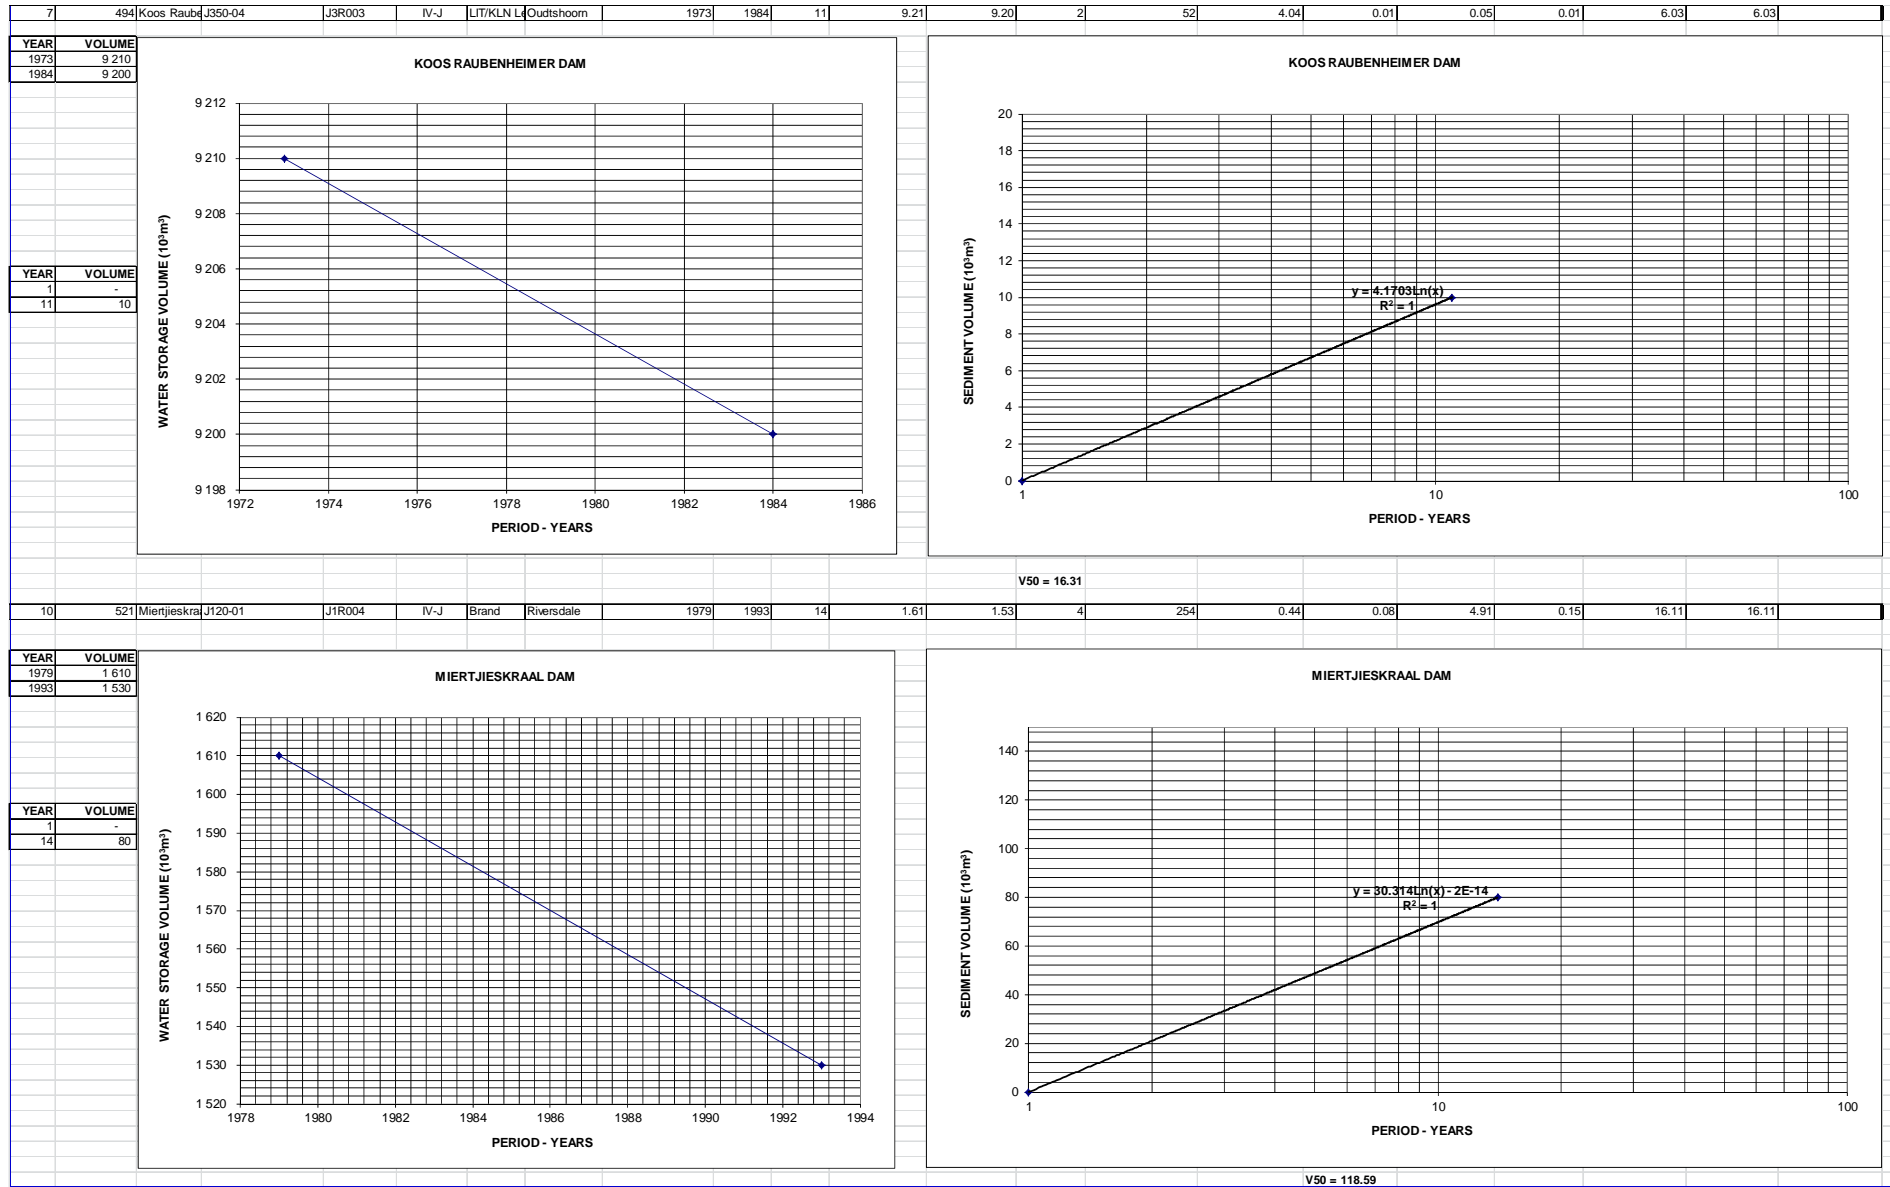 7 494 Koos Raube J350-04 J3R003 IV-J LIT/KLN Le Oudtshoorn 1973 1984 11 9.21 9.20 2 52 4.04 0.01 0.05 0.01 6.03 6.03
YEAR VOLUME
1973 9 210
1984 9 200
YEAR VOLUME
1 -
11 10
KOOS RAUBENHEIMER DAM
WATER STORAGE VOLUME (10³m³)
9 212
9 210
9 208
9 206
9 204
9 202
9 200
9 198
1972 1974 1976 1978 1980 1982 1984 1986
PERIOD - YEARS
KOOS RAUBENHEIMER DAM
SEDIMENT VOLUME (10³m³)
20
18
16
14
12
10
8
6
4
2
0
y = 4.1703Ln(x)
R² = 1
1 10 100
PERIOD - YEARS
V50 = 16.31
10 521 Miertjieskraa J120-01 J1R004 IV-J Brand Riversdale 1979 1993 14 1.61 1.53 4 254 0.44 0.08 4.91 0.15 16.11 16.11
YEAR VOLUME
1979 1 610
1993 1 530
YEAR VOLUME
1 -
14 80
MIERTJIESKRAAL DAM
WATER STORAGE VOLUME (10³m³)
1 620
1 610
1 600
1 590
1 580
1 570
1 560
1 550
1 540
1 530
1 520
1978 1980 1982 1984 1986 1988 1990 1992 1994
PERIOD - YEARS
MIERTJIESKRAAL DAM
SEDIMENT VOLUME (10³m³)
140
120
100
80
60
40
20
0
y = 30.314Ln(x) - 2E-14
R² = 1
1 10 100
PERIOD - YEARS
V50 = 118.59